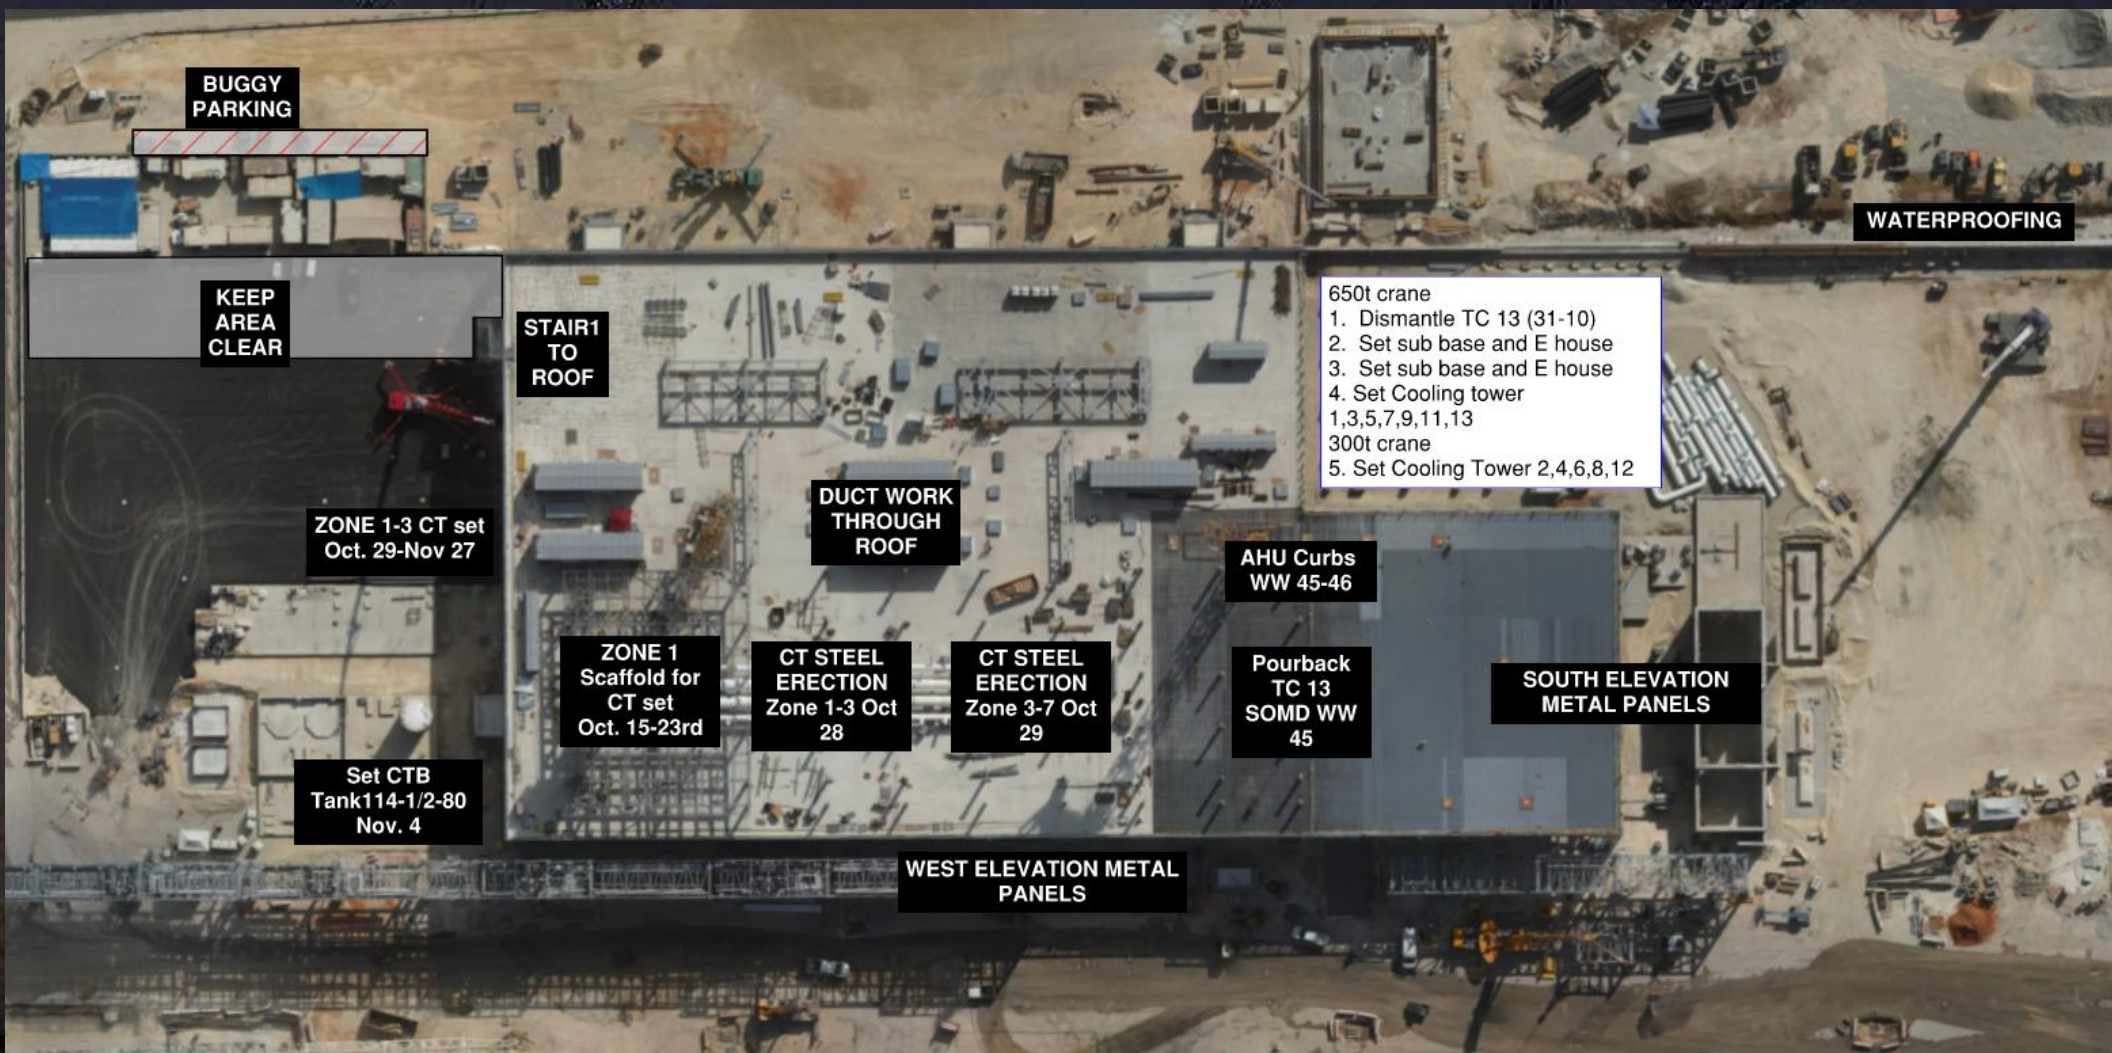 BUGGY
PARKING
WATERPROOFING
KEEP
AREA
CLEAR
STAIR1
TO
ROOF
650t crane
1. Dismantle TC 13 (31-10)
2. Set sub base and E house
3. Set sub base and E house
4. Set Cooling tower
1,3,5,7,9,11,13
300t crane
5. Set Cooling Tower 2,4,6,8,12
ZONE 1-3 CT set
Oct. 29-Nov 27
DUCT WORK
THROUGH
ROOF
AHU Curbs
WW 45-46
ZONE 1
Scaffold for
CT set
Oct. 15-23rd
CT STEEL
ERECTION
Zone 1-3 Oct
28
CT STEEL
ERECTION
Zone 3-7 Oct
29
Pourback
TC 13
SOMD WW
45
SOUTH ELEVATION
METAL PANELS
Set CTB
Tank114-1/2-80
Nov. 4
WEST ELEVATION METAL
PANELS